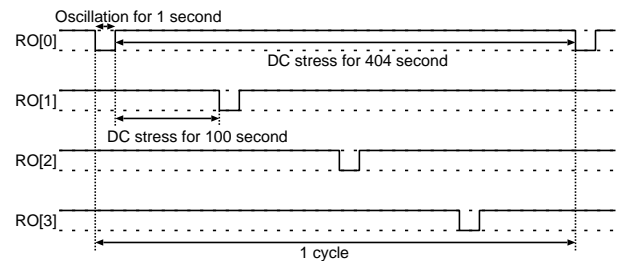 Oscillation for 1 second
RO[0]
DC stress for 404 second
RO[1]
DC stress for 100 second
RO[2]
RO[3]
1 cycle